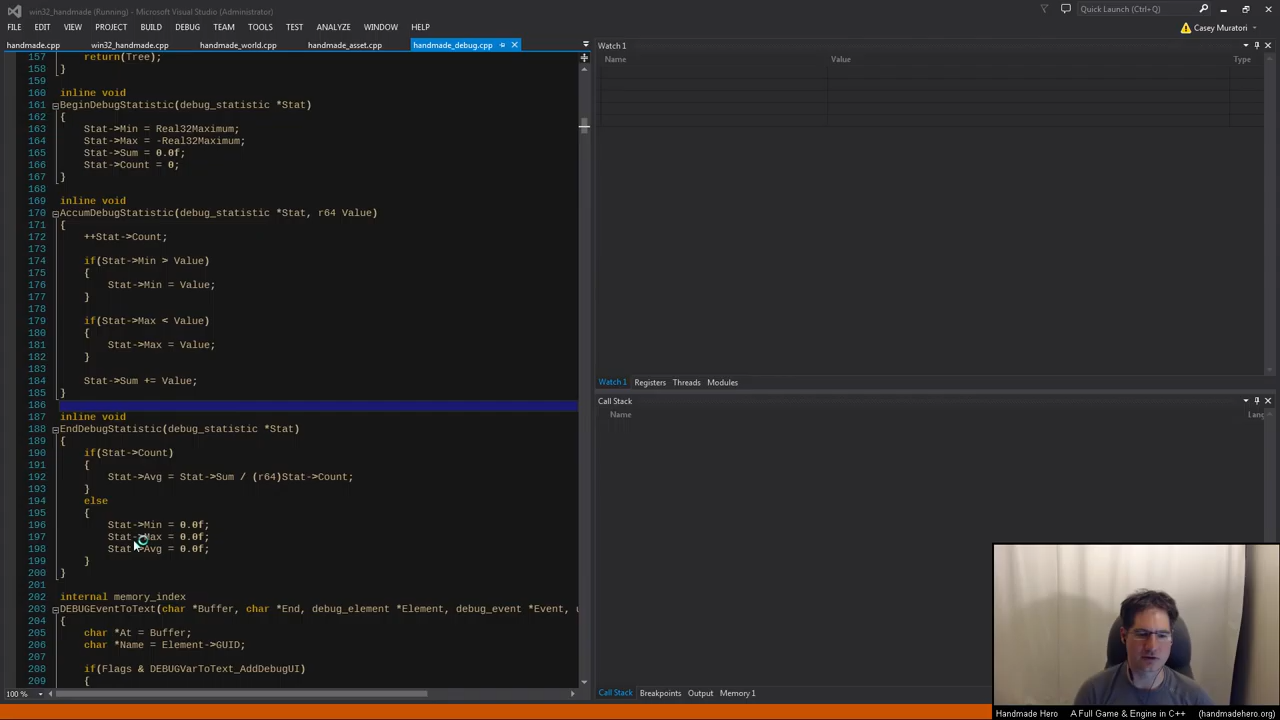 win32_handmade (Running) - Microsoft Visual Studio (Administrator)
Quick Launch (Ctrl+Q)
FILE EDIT VIEW PROJECT BUILD DEBUG TEAM TOOLS TEST ANALYZE WINDOW HELP
Casey Muratori
handmade.cpp win32_handmade.cpp handmade_world.cpp handmade_asset.cpp handmade_debug.cpp
157 return(Tree);
158 }
159
160 inline void
161 BeginDebugStatistic(debug_statistic *Stat)
162 {
163 Stat->Min = Real32Maximum;
164 Stat->Max = -Real32Maximum;
165 Stat->Sum = 0.0f;
166 Stat->Count = 0;
167 }
168
169 inline void
170 AccumDebugStatistic(debug_statistic *Stat, r64 Value)
171 {
172 ++Stat->Count;
173
174 if(Stat->Min > Value)
175 {
176 Stat->Min = Value;
177 }
178
179 if(Stat->Max < Value)
180 {
181 Stat->Max = Value;
182 }
183
184 Stat->Sum += Value;
185 }
186
187 inline void
188 EndDebugStatistic(debug_statistic *Stat)
189 {
190 if(Stat->Count)
191 {
192 Stat->Avg = Stat->Sum / (r64)Stat->Count;
193 }
194 else
195 {
196 Stat->Min = 0.0f;
197 Stat->Max = 0.0f;
198 Stat->Avg = 0.0f;
199 }
200 }
201
202 internal memory_index
203 DEBUGEventToText(char *Buffer, char *End, debug_element *Element, debug_event *Event, u
204 {
205 char *At = Buffer;
206 char *Name = Element->GUID;
207
208 if(Flags & DEBUGVarToText_AddDebugUI)
209 {
100 %
Watch 1
Name Value Type
Watch 1 Registers Threads Modules
Call Stack
Name Lang
Call Stack Breakpoints Output Memory 1
Handmade Hero A Full Game & Engine in C++ (handmadehero.org)